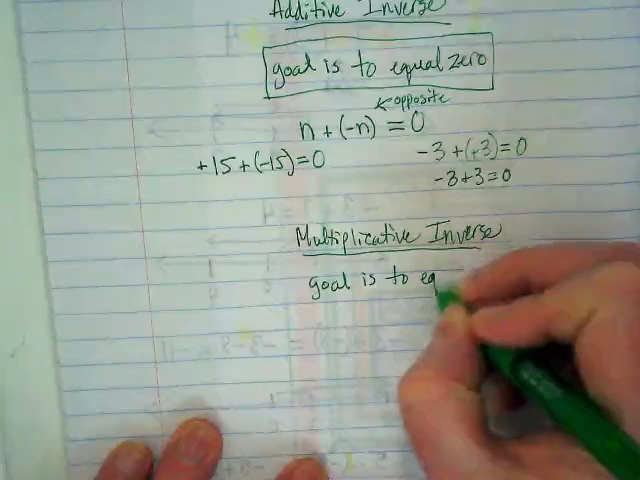 Additive Inverse
goal is to equal zero
opposite
n + (-n) = 0
+15 + (-15) = 0
-3 + (+3) = 0
-3 + 3 = 0
Multiplicative Inverse
goal is to eq